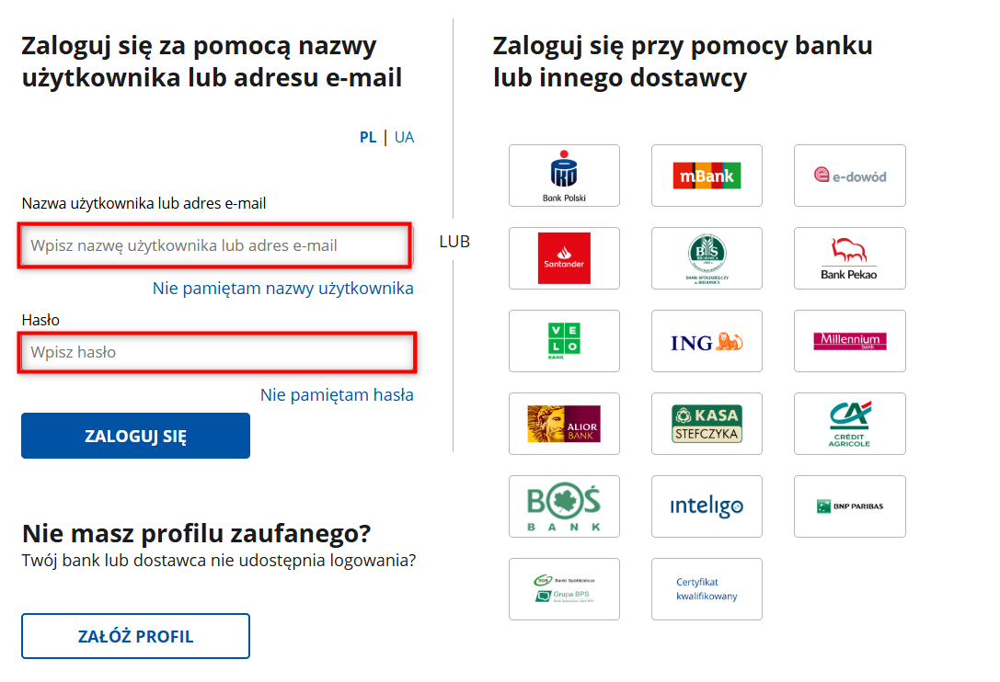 Zaloguj się za pomocą nazwy
użytkownika lub adresu e-mail
PL | UA
Nazwa użytkownika lub adres e-mail
Wpisz nazwę użytkownika lub adres e-mail
Nie pamiętam nazwy użytkownika
Hasło
Wpisz hasło
Nie pamiętam hasła
ZALOGUJ SIĘ
Nie masz profilu zaufanego?
Twój bank lub dostawca nie udostępnia logowania?
ZAŁÓŻ PROFIL
LUB
Zaloguj się przy pomocy banku
lub innego dostawcy
Bank Polski
mBank
e-dowód
Santander
BS
BRODNICA
BANK SPÓŁDZIELCZY
w BRODNICY
Bank Pekao
VE
LO
BANK
ING
Millennium
bank
ALIOR
BANK
KASA
STEFCZYKA
CA
CRÉDIT
AGRICOLE
BOŚ
BANK
inteligo
BNP PARIBAS
SGB Banki Spółdzielcze
Grupa BPS
Certyfikat
kwalifikowany